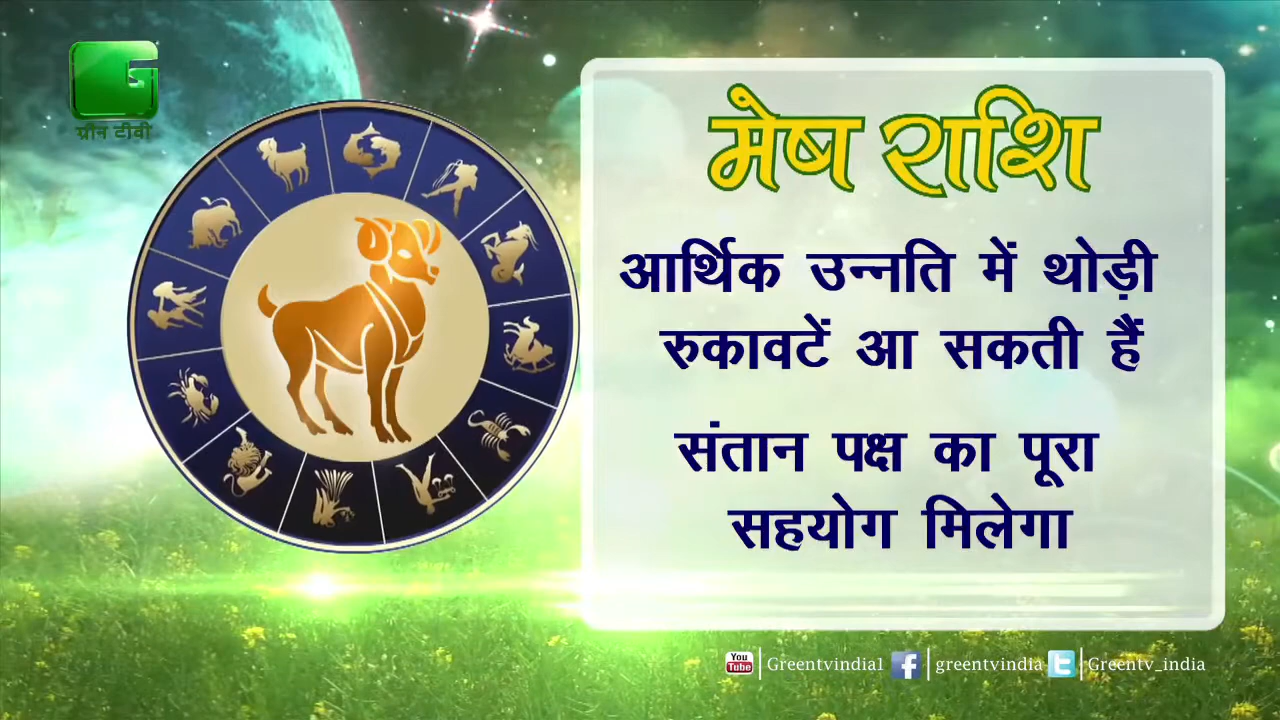 ग्रीन टीवी
मेष राशि
आर्थिक उन्नति में थोड़ी
रुकावटें आ सकती हैं
संतान पक्ष का पूरा
सहयोग मिलेगा
You Tube Greentvindia1 f greentvindia Greentv_india